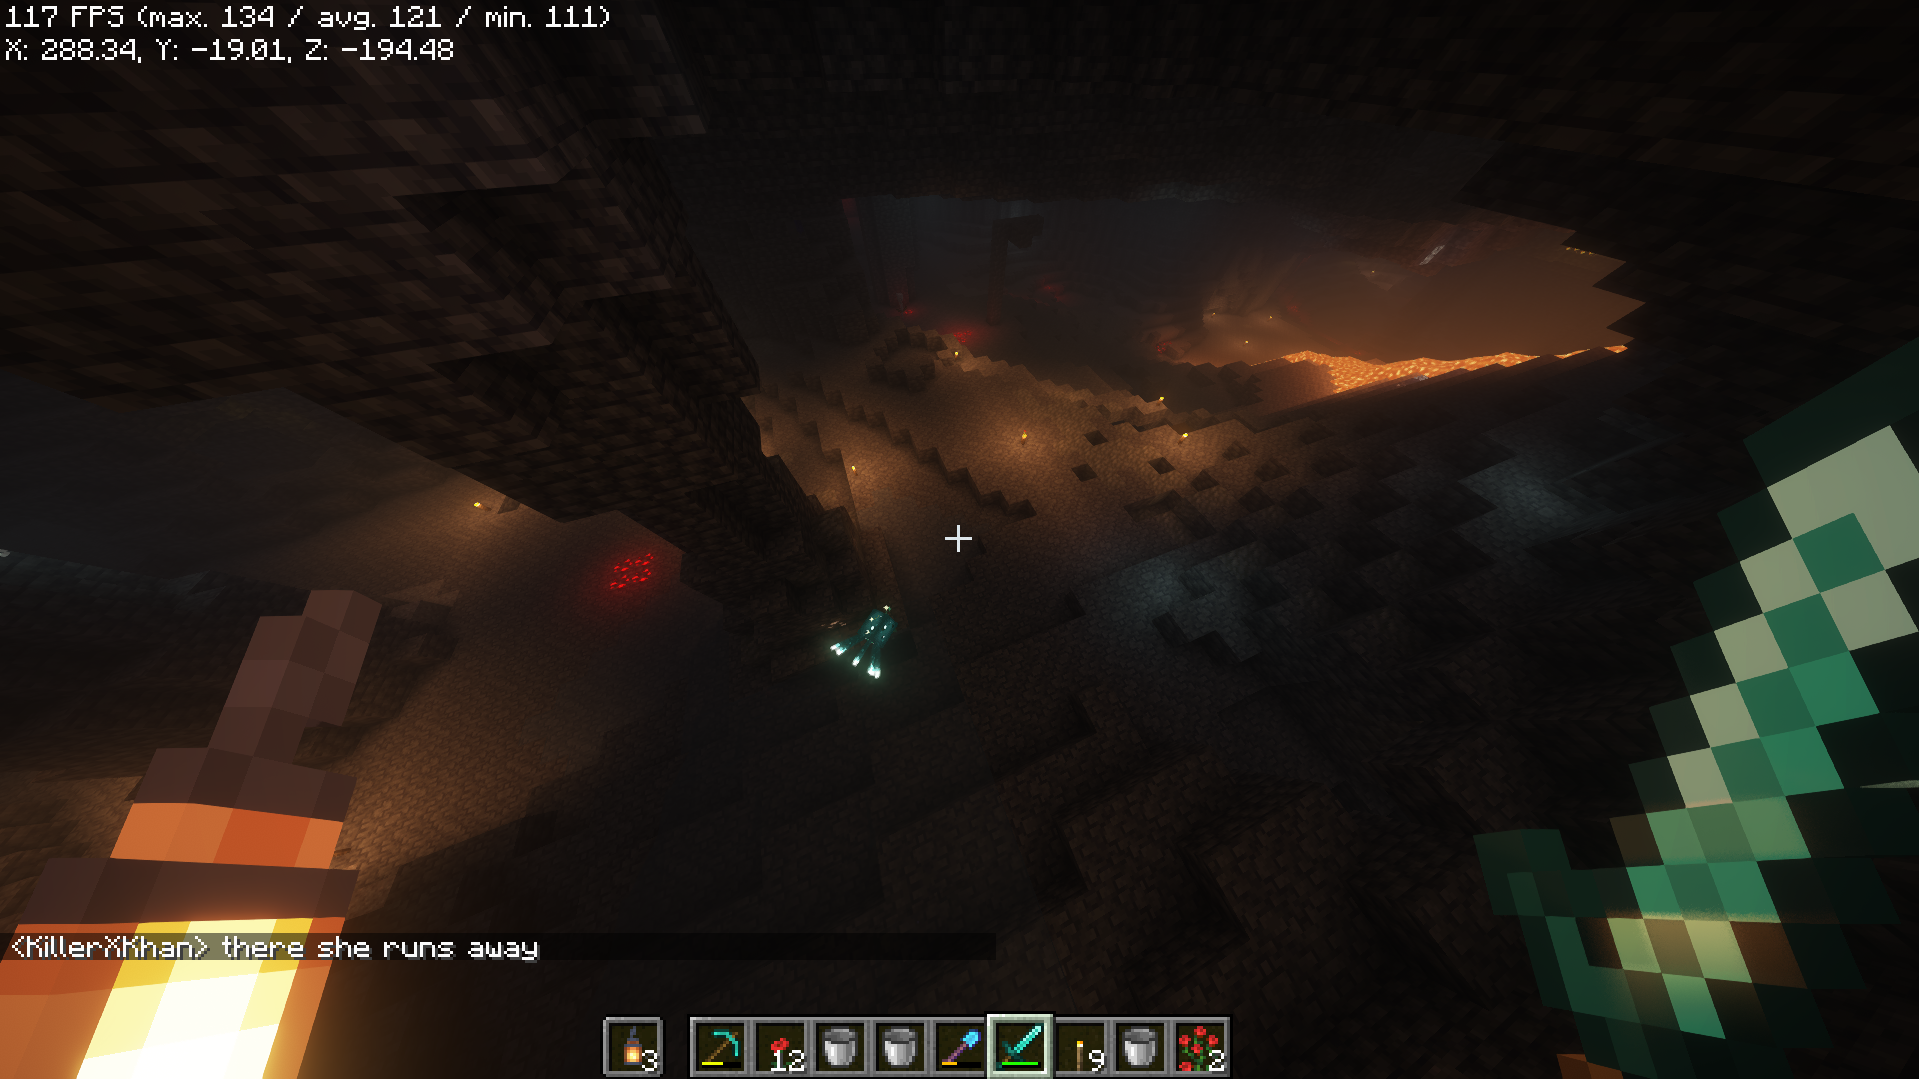 117 FPS (max. 134 / avg. 121 / min. 111)
X: 288.34, Y: -19.01, Z: -194.48
<KillerXKhan> there she runs away
3
12
9
2